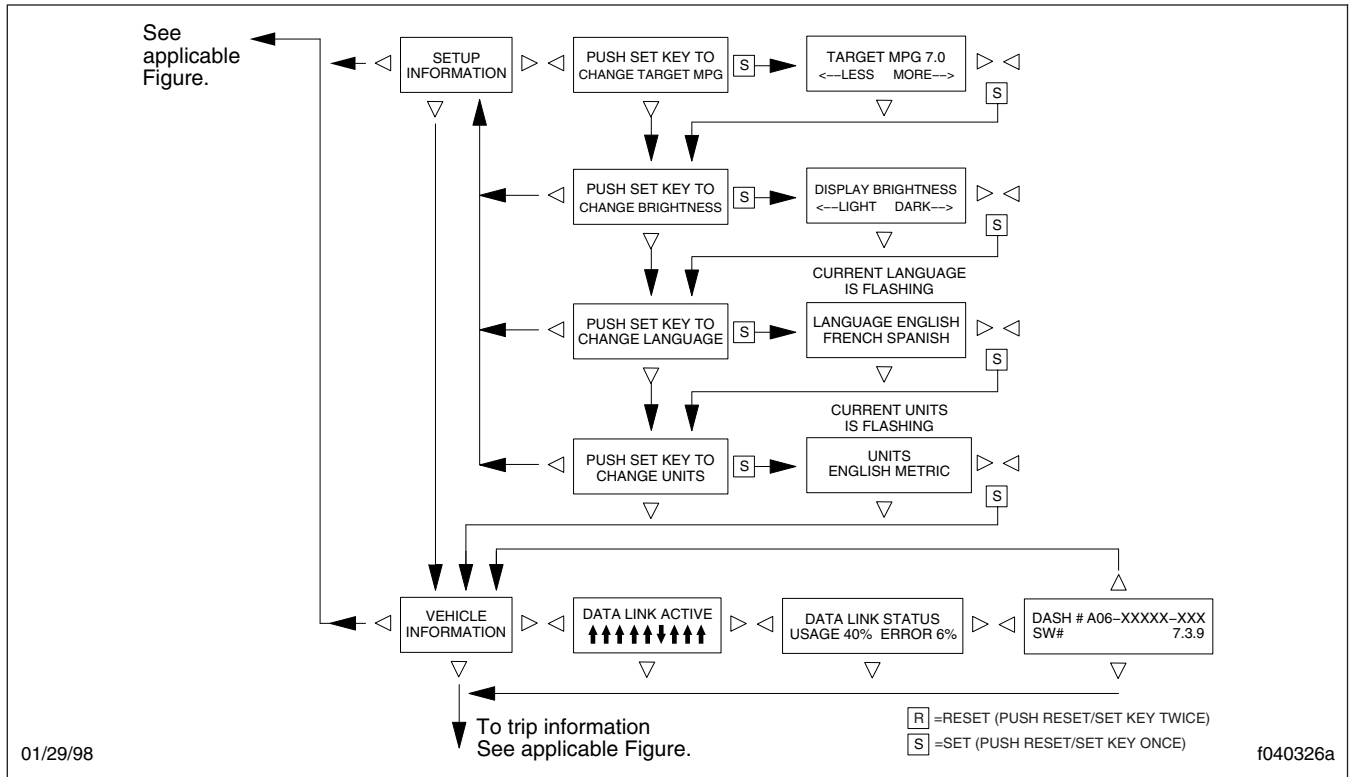 See
applicable
Figure.
SETUP
INFORMATION
PUSH SET KEY TO
CHANGE TARGET MPG
S
TARGET MPG 7.0
<--LESS MORE-->
S
PUSH SET KEY TO
CHANGE BRIGHTNESS
S
DISPLAY BRIGHTNESS
<--LIGHT DARK-->
S
CURRENT LANGUAGE
IS FLASHING
PUSH SET KEY TO
CHANGE LANGUAGE
S
LANGUAGE ENGLISH
FRENCH SPANISH
S
CURRENT UNITS
IS FLASHING
PUSH SET KEY TO
CHANGE UNITS
S
UNITS
ENGLISH METRIC
S
VEHICLE
INFORMATION
DATA LINK ACTIVE
DATA LINK STATUS
USAGE 40% ERROR 6%
DASH # A06-XXXXX-XXX
SW# 7.3.9
To trip information
See applicable Figure.
R =RESET (PUSH RESET/SET KEY TWICE)
S =SET (PUSH RESET/SET KEY ONCE)
01/29/98
f040326a